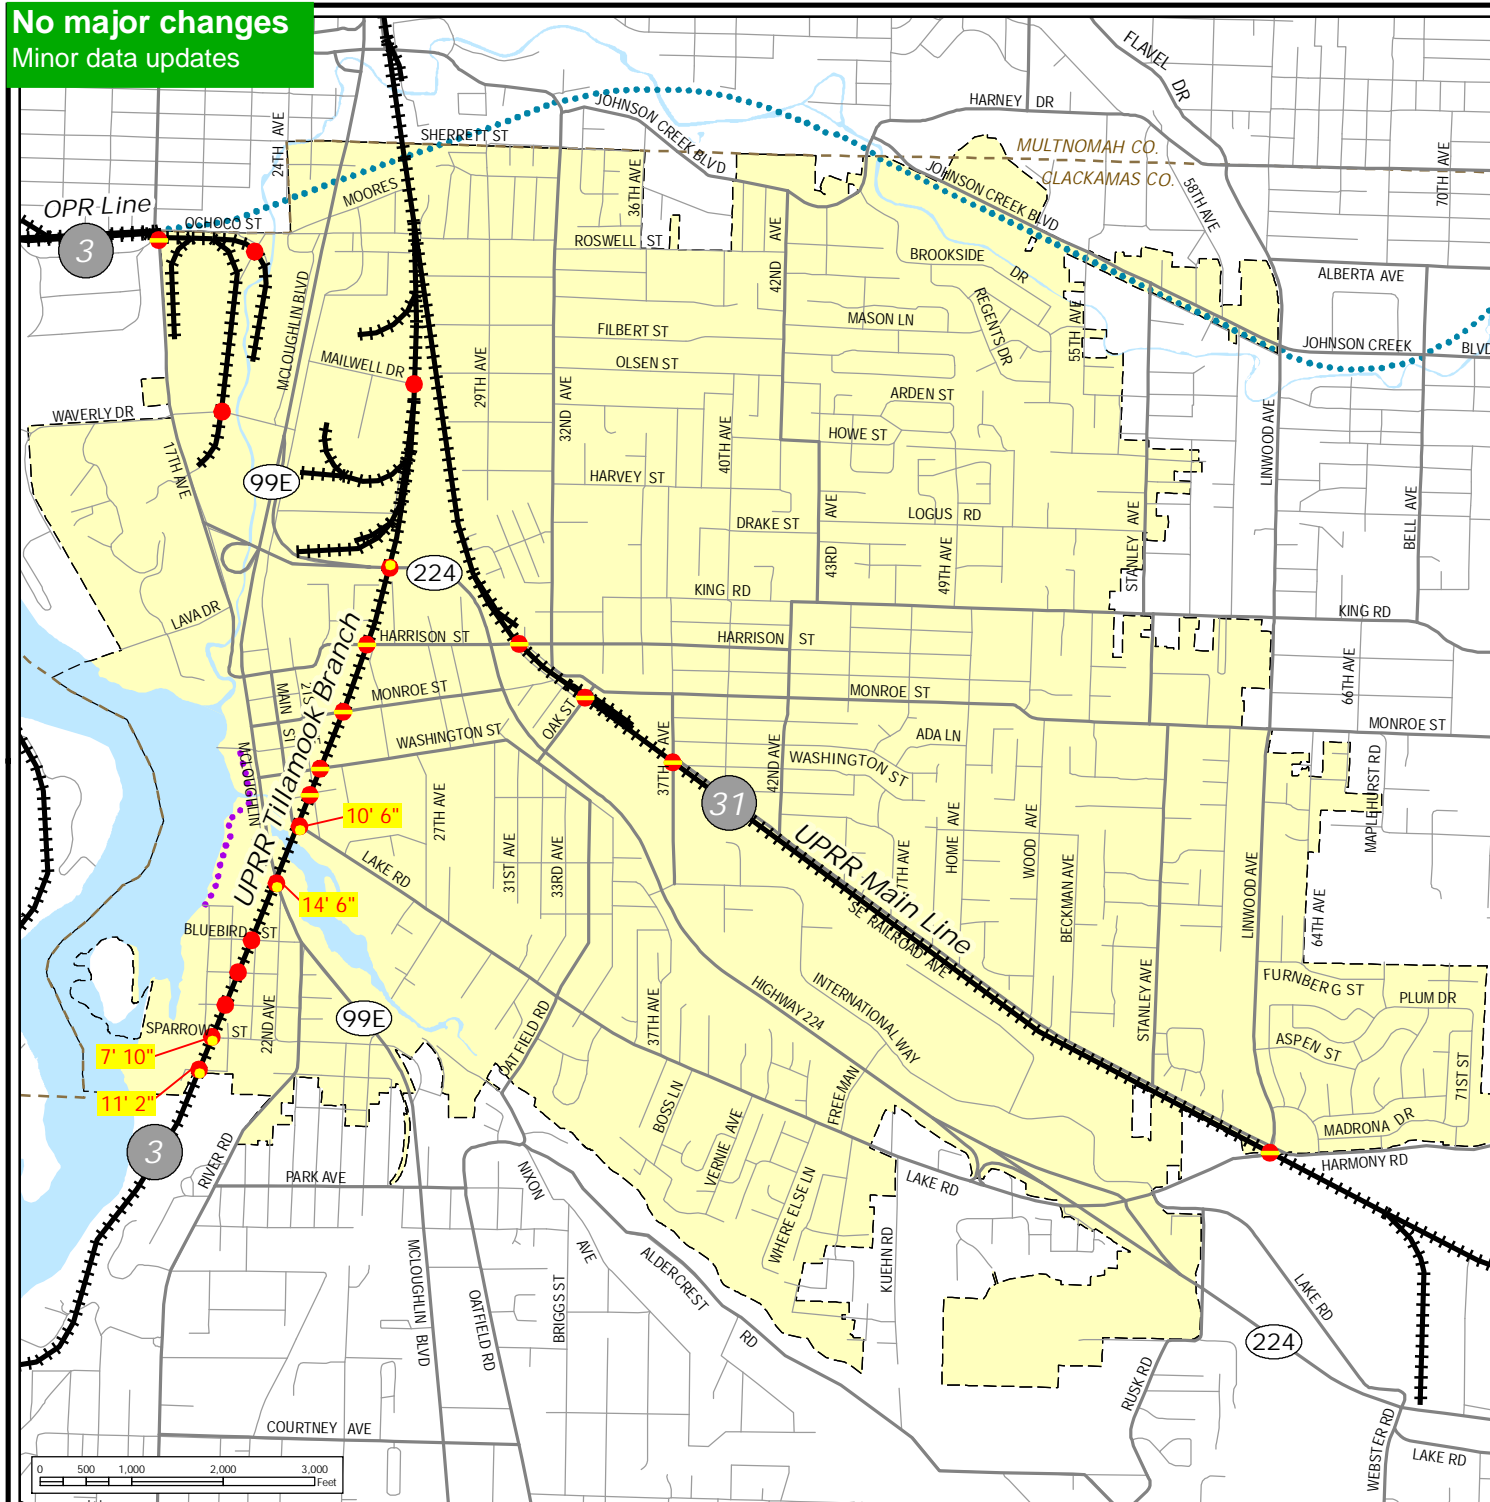 No major changes
Minor data updates
FLAVEL DR
HARNEY DR
JOHNSON CREEK BLVD
SHERRETT ST
24TH AVE
MULTNOMAH CO.
CLACKAMAS CO.
70TH AVE
58TH AVE
JOHNSON CREEK BLVD
36TH AVE
MOORES
OPR Line
OCHOCO ST
3
ROSWELL ST
42ND AVE
BROOKSIDE DR
ALBERTA AVE
REGENTS DR
55TH AVE
MCLOUGHLIN BLVD
FILBERT ST
MASON LN
OLSEN ST
JOHNSON CREEK BLVD
MAILWELL DR
29TH AVE
32ND AVE
ARDEN ST
WAVERLY DR
HOWE ST
40TH AVE
LINWOOD AVE
17TH AVE
99E
HARVEY ST
DRAKE ST
43RD AVE
LOGUS RD
STANLEY AVE
BELL AVE
49TH AVE
224
KING RD
KING RD
LAVA DR
HARRISON ST
HARRISON ST
66TH AVE
MAIN ST
MONROE ST
MONROE ST
MONROE ST
OAK ST
WASHINGTON ST
37TH AVE
42ND AVE
WASHINGTON ST
ADA LN
MAPLEHURST RD
MCLOUGHLIN
UPRR Tillamook Branch
31
10' 6"
27TH AVE
31ST AVE
33RD AVE
LAKE RD
UPRR Main Line
7TH AVE
HOME AVE
WOOD AVE
BECKMAN AVE
LINWOOD AVE
64TH AVE
14' 6"
SE RAILROAD AVE
BLUEBIRD ST
22ND AVE
99E
SPARROW ST
OATFIELD RD
37TH AVE
HIGHWAY 224
INTERNATIONAL WAY
STANLEY AVE
FURNBERG ST
PLUM DR
ASPEN ST
71ST ST
7' 10"
11' 2"
BOSS LN
VERNIE AVE
FREEMAN
MADRONA DR
HARMONY RD
3
RIVER RD
PARK AVE
NIXON AVE
LAKE RD
WHERE ELSE LN
KUEHN RD
MCLOUGHLIN BLVD
OATFIELD RD
BRIGGS ST
ALDERCREST RD
LAKE RD
224
RUSK RD
COURTNEY AVE
WEBSTER RD
LAKE RD
0 500 1,000 2,000 3,000
Feet